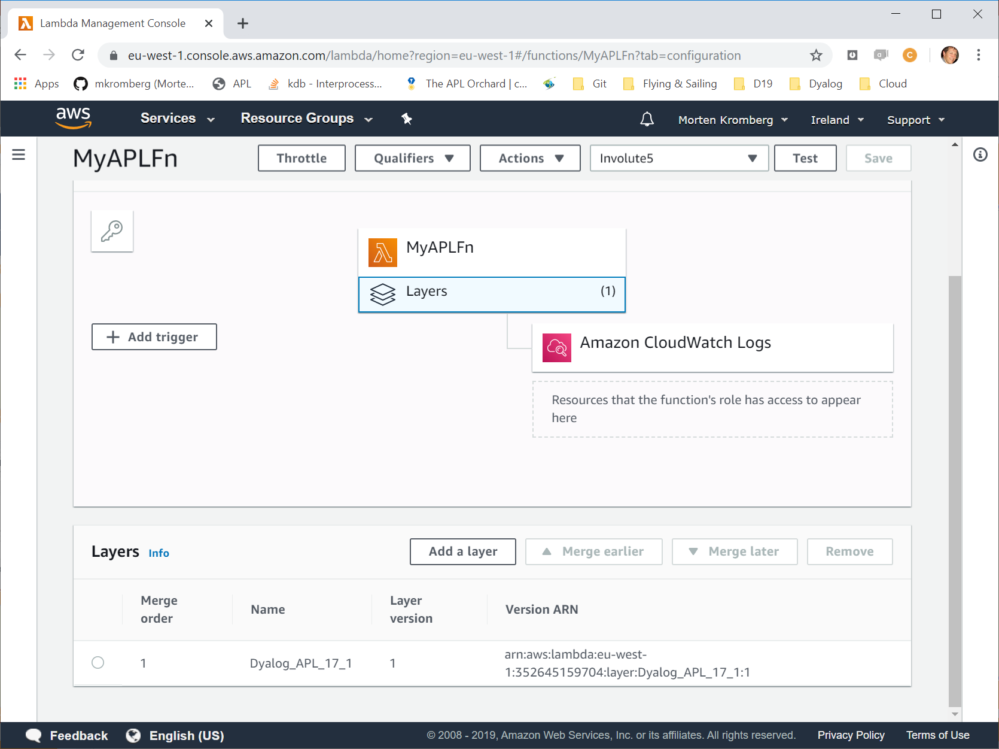 Lambda Management Console
eu-west-1.console.aws.amazon.com/lambda/home?region=eu-west-1#/functions/MyAPLFn?tab=configuration
Apps mkromberg (Morte... APL kdb - Interprocess... The APL Orchard | c... Git Flying & Sailing D19 Dyalog Cloud
aws Services Resource Groups Morten Kromberg Ireland Support
MyAPLFn Throttle Qualifiers Actions Involute5 Test Save
MyAPLFn
Layers (1)
Add trigger
Amazon CloudWatch Logs
Resources that the function's role has access to appear
here
Layers Info Add a layer Merge earlier Merge later Remove
Merge
order
Name
Layer
version
Version ARN
1 Dyalog_APL_17_1 1 arn:aws:lambda:eu-west-
1:352645159704:layer:Dyalog_APL_17_1:1
Feedback English (US) © 2008 - 2019, Amazon Web Services, Inc. or its affiliates. All rights reserved. Privacy Policy Terms of Use